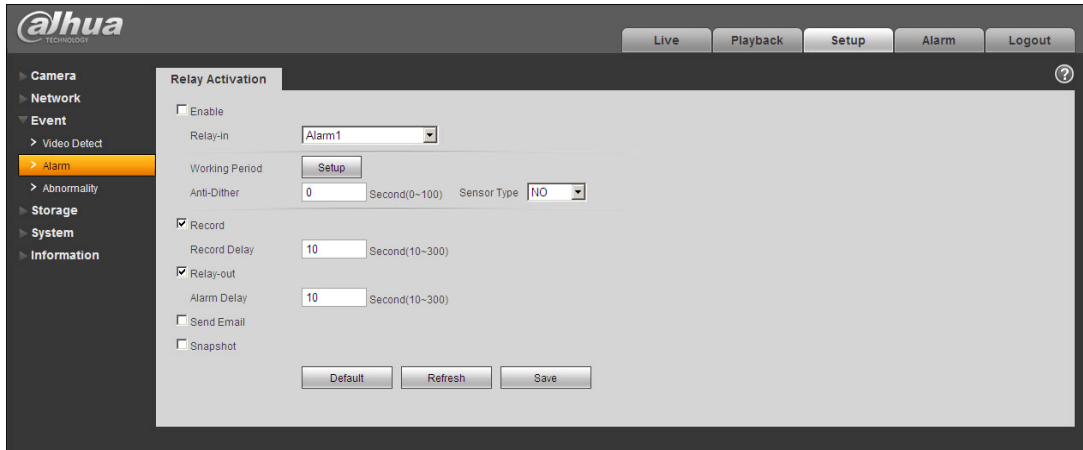 alhua
TECHNOLOGY
Live Playback Setup Alarm Logout
Camera
Network
Event
> Video Detect
> Alarm
> Abnormality
Storage
System
Information
Relay Activation
?
Enable
Relay-in Alarm1
Working Period Setup
Anti-Dither 0 Second(0~100) Sensor Type NO
Record
Record Delay 10 Second(10~300)
Relay-out
Alarm Delay 10 Second(10~300)
Send Email
Snapshot
Default Refresh Save